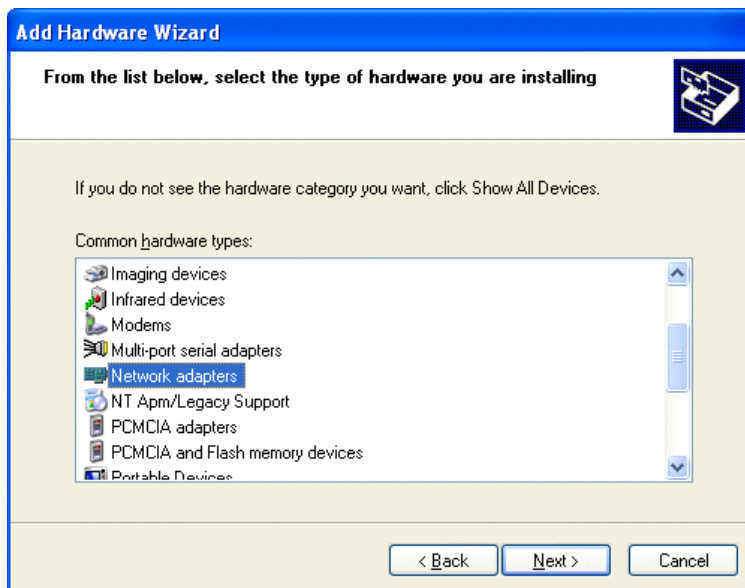 Add Hardware Wizard
From the list below, select the type of hardware you are installing
If you do not see the hardware category you want, click Show All Devices.
Common hardware types:
Imaging devices
Infrared devices
Modems
Multi-port serial adapters
Network adapters
NT Apm/Legacy Support
PCMCIA adapters
PCMCIA and Flash memory devices
Portable Devices
< Back Next > Cancel